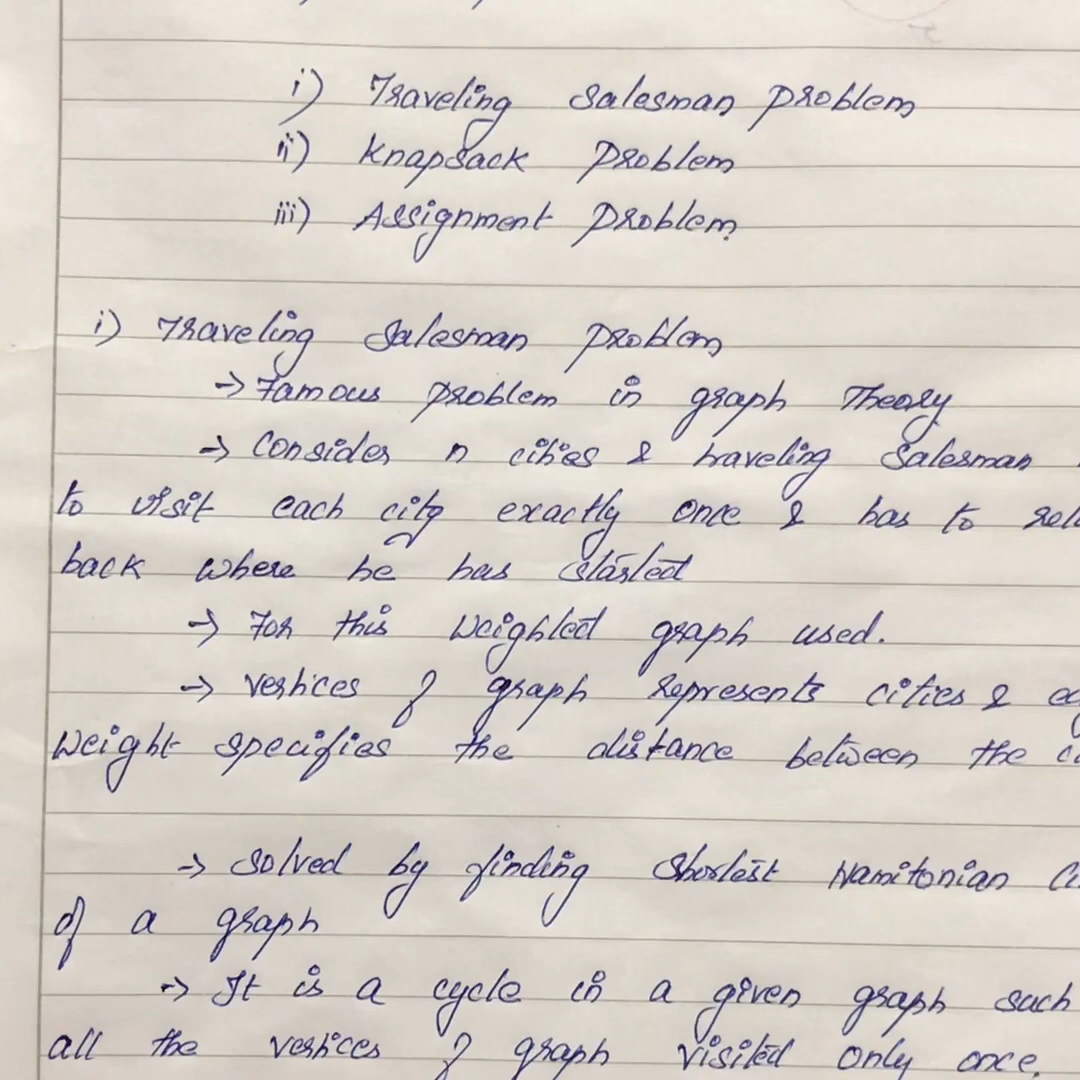 i) Traveling Salesman problem
ii) Knapsack Problem
iii) Assignment Problem.
i) Traveling Salesman Problem
→ Famous problem in graph Theory
→ Consider n cities & traveling Salesman
to visit each city exactly once & has to
back where he has started
→ For this Weighted graph used.
→ vertices of graph represents cities &
Weight specifies the distance between the
→ Solved by finding Shortest Hamitonian
of a graph
→ It is a cycle in a given graph such
all the vertices of graph visited only once.